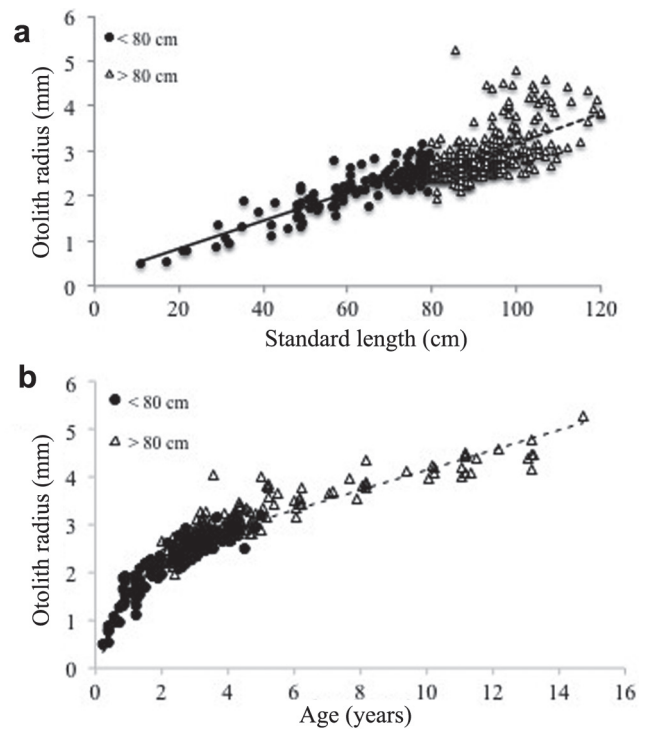 a
6
5
4
3
2
1
0
Otolith radius (mm)
< 80 cm
> 80 cm
0 20 40 60 80 100 120
Standard length (cm)
b
6
5
4
3
2
1
0
Otolith radius (mm)
< 80 cm
> 80 cm
0 2 4 6 8 10 12 14 16
Age (years)